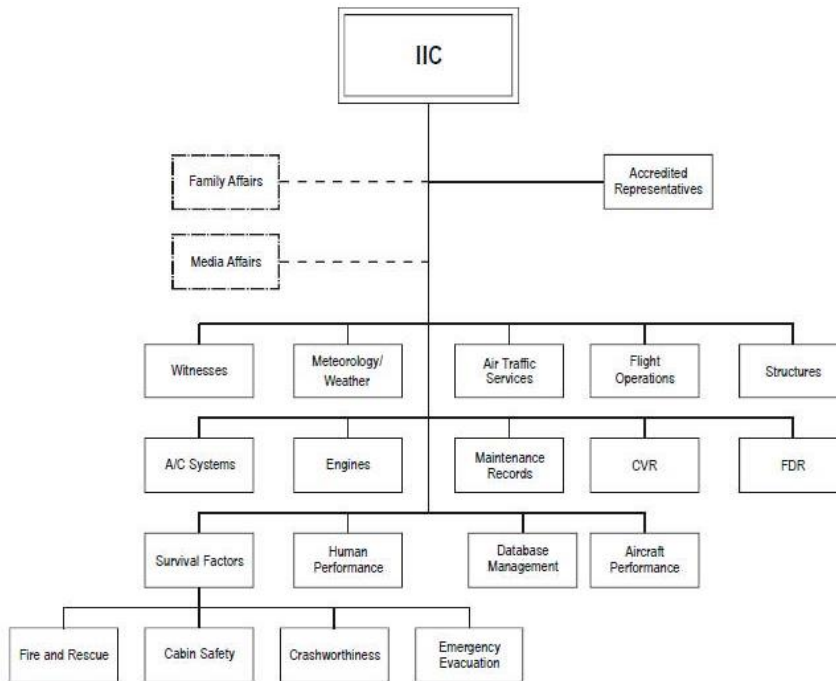 IIC
Family Affairs
Accredited
Representatives
Media Affairs
Witnesses
Meteorology/
Weather
Air Traffic
Services
Flight
Operations
Structures
A/C Systems
Engines
Maintenance
Records
CVR
FDR
Survival Factors
Human
Performance
Database
Management
Aircraft
Performance
Fire and Rescue
Cabin Safety
Crashworthiness
Emergency
Evacuation